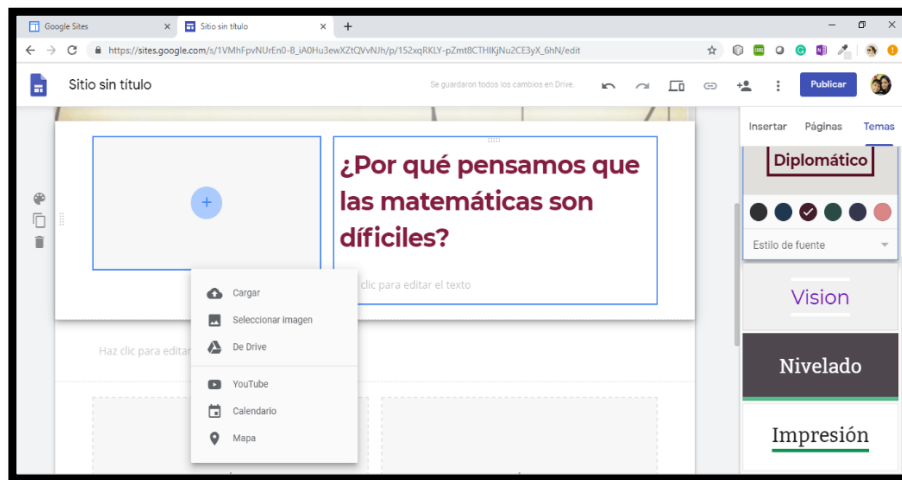 Google Sites
Sitio sin título
https://sites.google.com/s/1VMhFpvNUrEn0-B_iA0Hu3ewXZtQVvNJh/p/152xqRKLY-pZmt8CTHIKjNu2CE3yX_6hN/edit
Sitio sin título
Se guardaron todos los cambios en Drive.
Publicar
Insertar Páginas Temas
¿Por qué pensamos que
las matemáticas son
díficiles?
clic para editar el texto
Haz clic para editar
Cargar
Seleccionar imagen
De Drive
YouTube
Calendario
Mapa
Diplomático
Estilo de fuente
Vision
Nivelado
Impresión